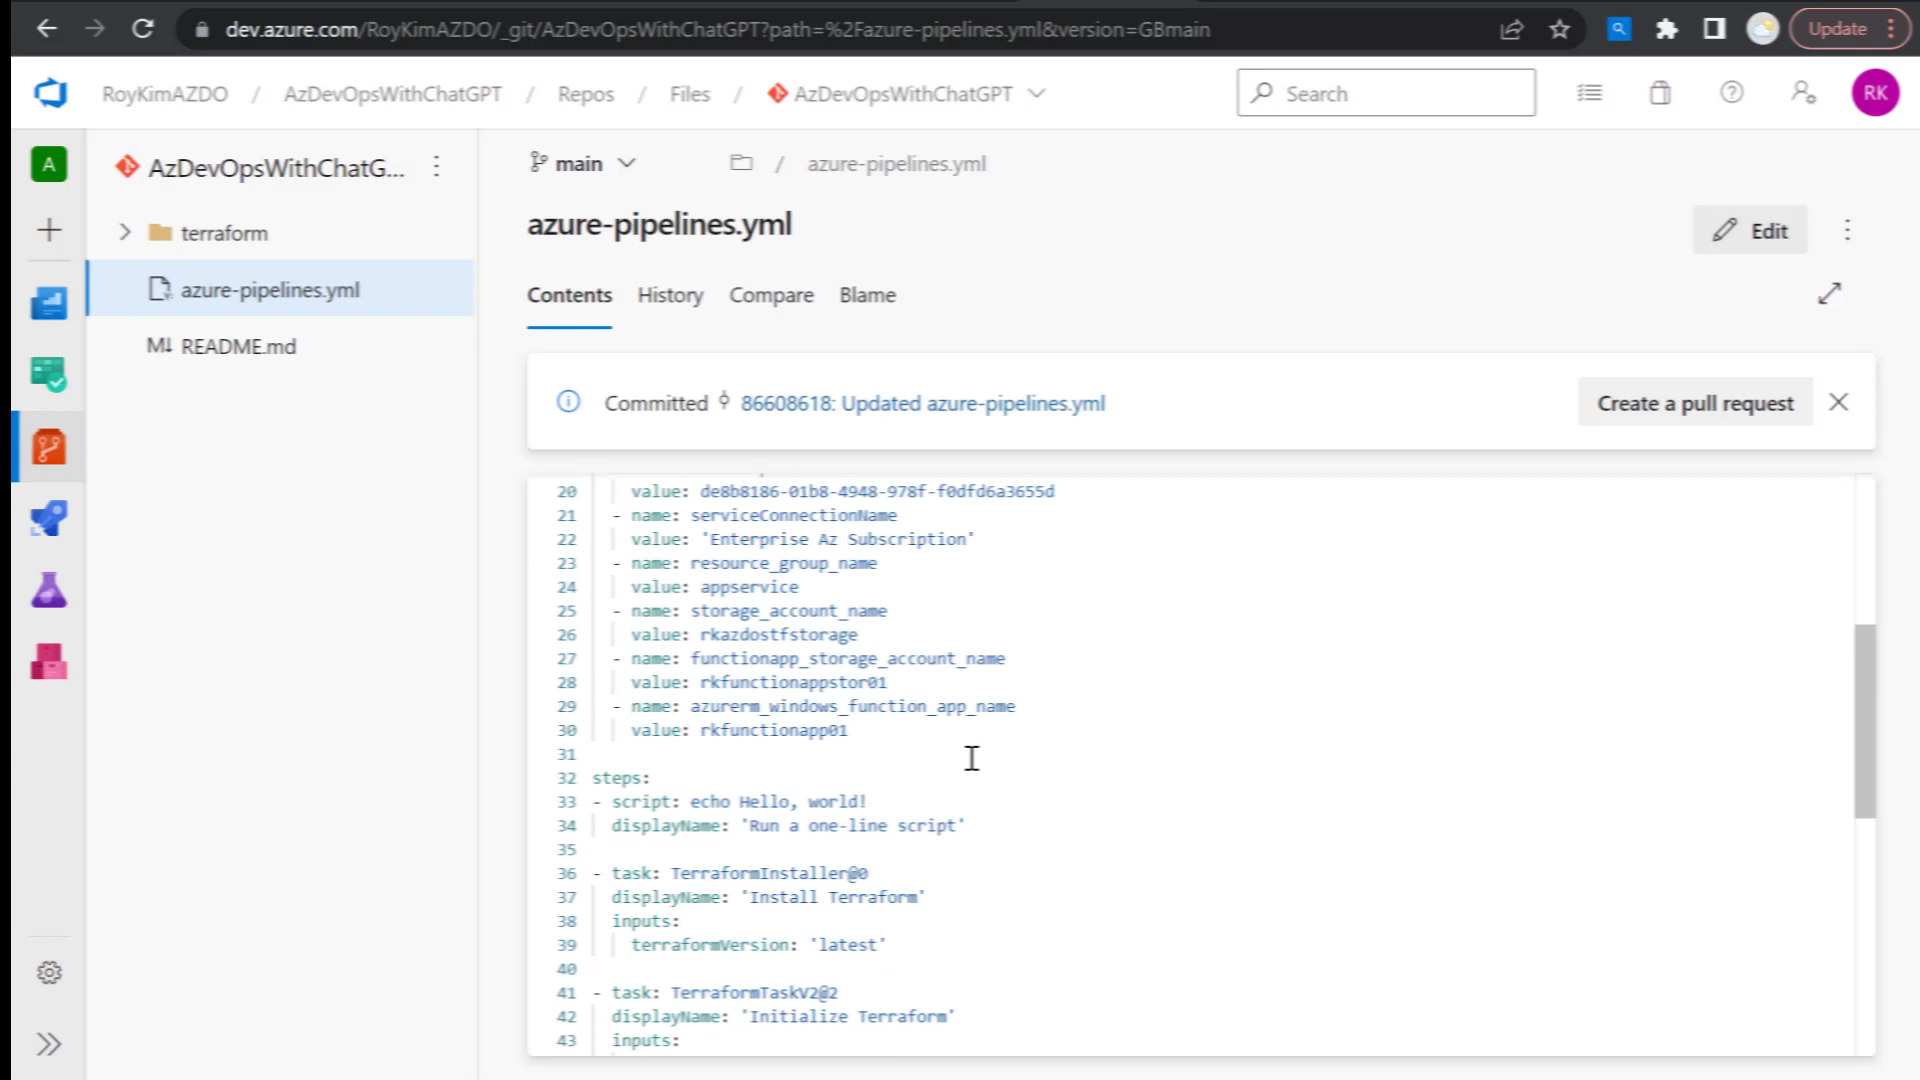 dev.azure.com/RoyKimAZDO/_git/AzDevOpsWithChatGPT?path=%2Fazure-pipelines.yml&version=GBmain
Update
RoyKimAZDO / AzDevOpsWithChatGPT / Repos / Files / AzDevOpsWithChatGPT
Search
RK
A
AzDevOpsWithChatG...
terraform
azure-pipelines.yml
M↓ README.md
main
/ azure-pipelines.yml
azure-pipelines.yml
Edit
Contents History Compare Blame
Committed 86608618: Updated azure-pipelines.yml
Create a pull request
20 value: de8b8186-01b8-4948-978f-f0dfd6a3655d
21 - name: serviceConnectionName
22 value: 'Enterprise Az Subscription'
23 - name: resource_group_name
24 value: appservice
25 - name: storage_account_name
26 value: rkazdostfstorage
27 - name: functionapp_storage_account_name
28 value: rkfunctionappstor01
29 - name: azurerm_windows_function_app_name
30 value: rkfunctionapp01
31
32 steps:
33 - script: echo Hello, world!
34 displayName: 'Run a one-line script'
35
36 - task: TerraformInstaller@0
37 displayName: 'Install Terraform'
38 inputs:
39 terraformVersion: 'latest'
40
41 - task: TerraformTaskV2@2
42 displayName: 'Initialize Terraform'
43 inputs: